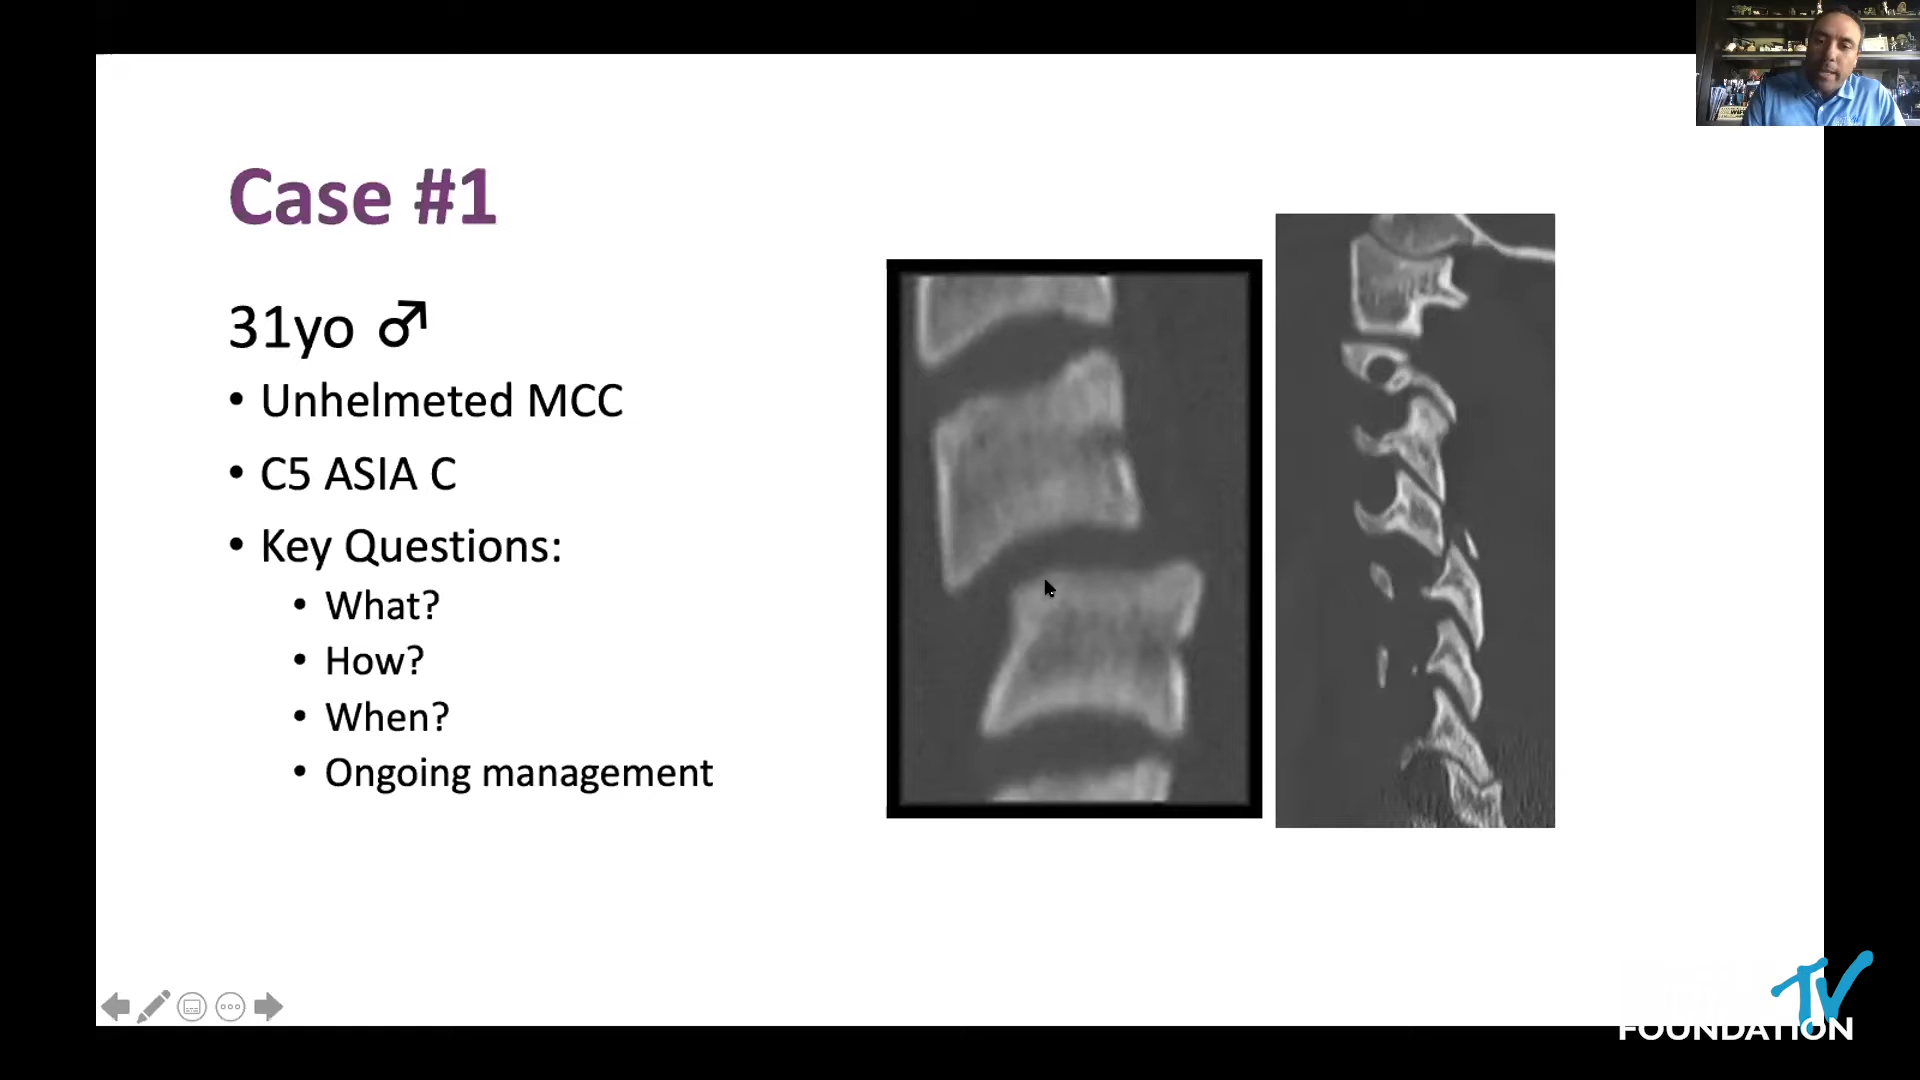 Case #1
31yo ♂
• Unhelmeted MCC
• C5 ASIA C
• Key Questions:
• What?
• How?
• When?
• Ongoing management
TV
FOUNDATION